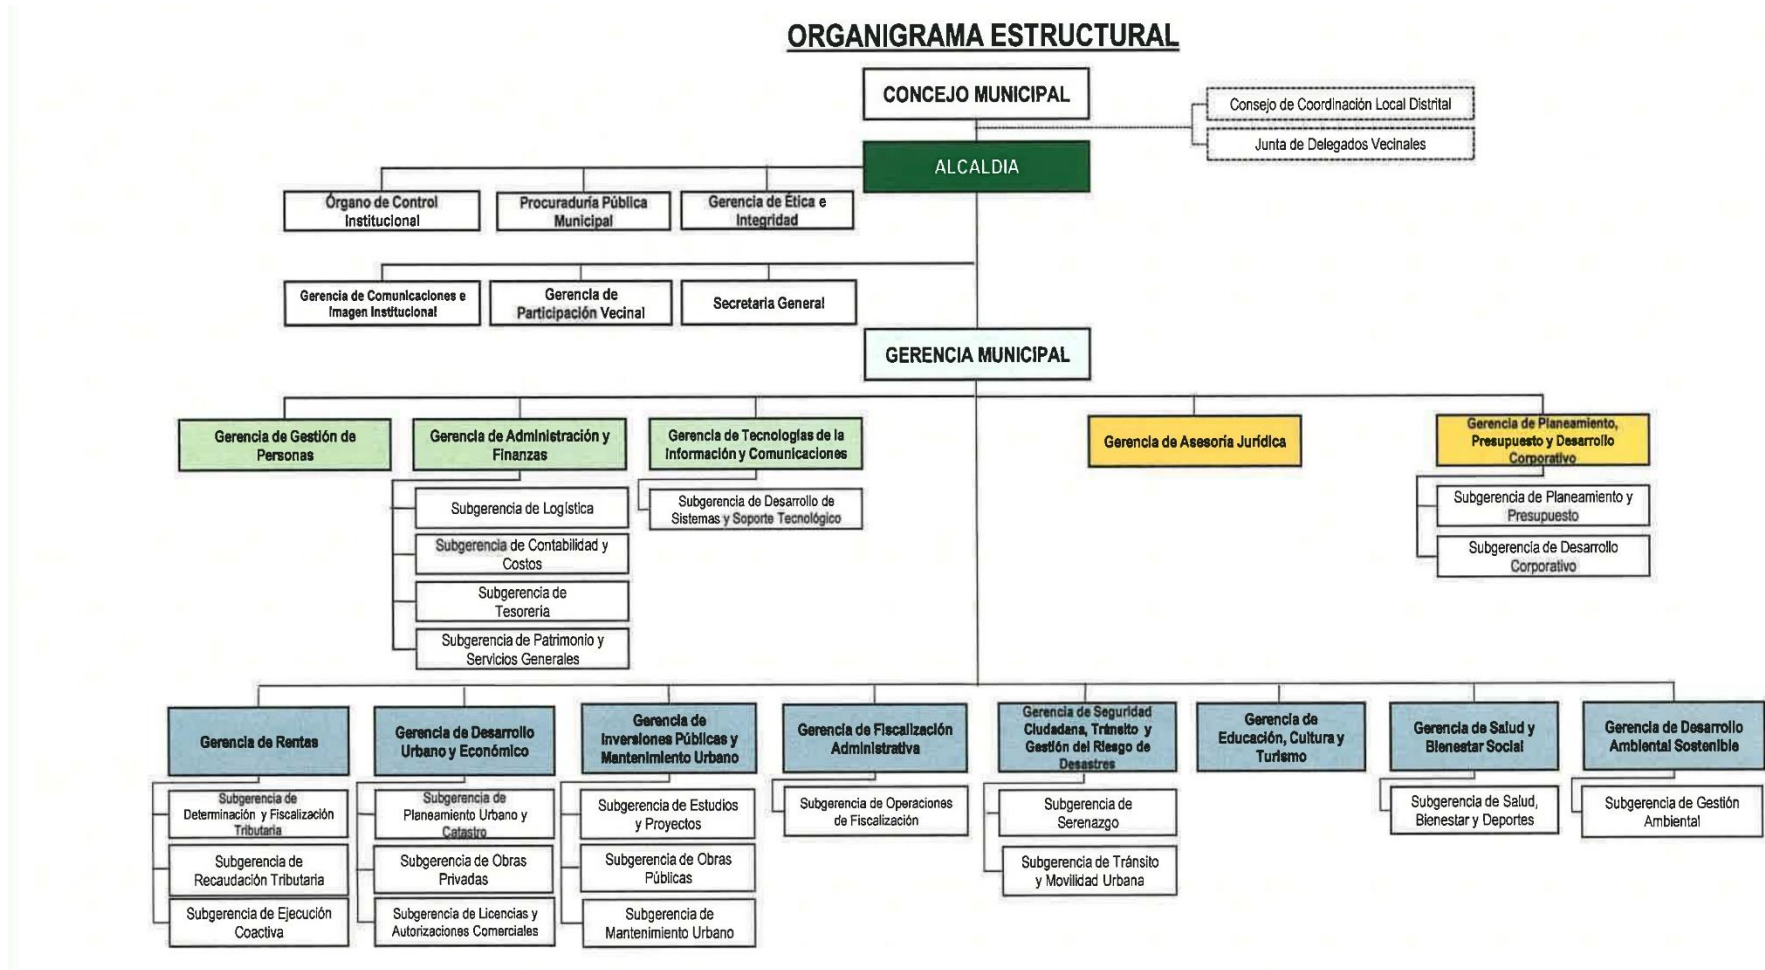 ORGANIGRAMA ESTRUCTURAL
CONCEJO MUNICIPAL
Consejo de Coordinación Local Distrital
Junta de Delegados Vecinales
ALCALDIA
Órgano de Control
Institucional
Procuraduría Pública
Municipal
Gerencia de Ética e
Integridad
Gerencia de Comunicaciones e
Imagen Institucional
Gerencia de
Participación Vecinal
Secretaria General
GERENCIA MUNICIPAL
Gerencia de Gestión de
Personas
Gerencia de Administración y
Finanzas
Gerencia de Tecnologías de la
Información y Comunicaciones
Gerencia de Asesoría Jurídica
Gerencia de Planeamiento,
Presupuesto y Desarrollo
Corporativo
Subgerencia de Logística
Subgerencia de Contabilidad y
Costos
Subgerencia de
Tesorería
Subgerencia de Patrimonio y
Servicios Generales
Subgerencia de Desarrollo de
Sistemas y Soporte Tecnológico
Subgerencia de Planeamiento y
Presupuesto
Subgerencia de Desarrollo
Corporativo
Gerencia de Rentas
Subgerencia de
Determinación y Fiscalización
Tributaria
Subgerencia de
Recaudación Tributaria
Subgerencia de Ejecución
Coactiva
Gerencia de Desarrollo
Urbano y Económico
Subgerencia de
Planeamiento Urbano y
Catastro
Subgerencia de Obras
Privadas
Subgerencia de Licencias y
Autorizaciones Comerciales
Gerencia de
Inversiones Públicas y
Mantenimiento Urbano
Subgerencia de Estudios
y Proyectos
Subgerencia de Obras
Públicas
Subgerencia de
Mantenimiento Urbano
Gerencia de Fiscalización
Administrativa
Subgerencia de Operaciones
de Fiscalización
Gerencia de Seguridad
Ciudadana, Tránsito y
Gestión del Riesgo de
Desastres
Subgerencia de
Serenazgo
Subgerencia de Tránsito
y Movilidad Urbana
Gerencia de
Educación, Cultura y
Turismo
Gerencia de Salud y
Bienestar Social
Subgerencia de Salud,
Bienestar y Deportes
Gerencia de Desarrollo
Ambiental Sostenible
Subgerencia de Gestión
Ambiental